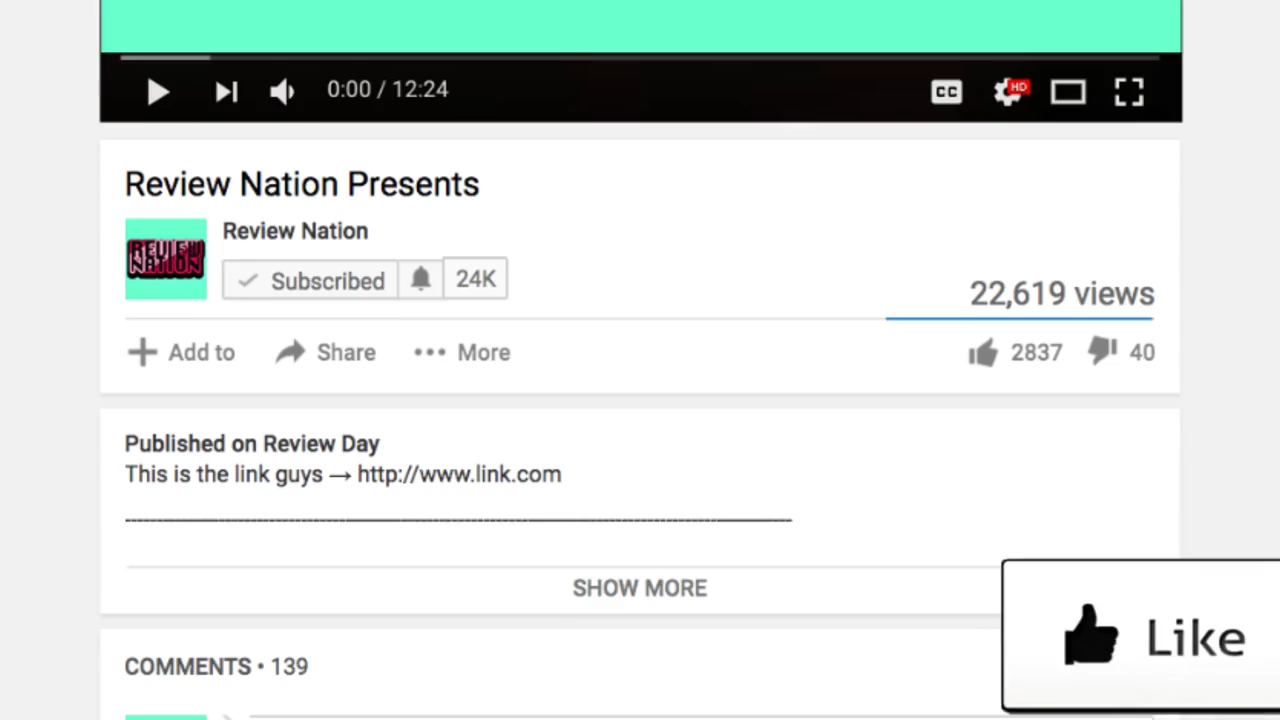 0:00 / 12:24
CC
HD
Review Nation Presents
REVIEW
NATION
Review Nation
Subscribed
24K
22,619 views
Add to
Share
More
2837
40
Published on Review Day
This is the link guys → http://www.link.com
SHOW MORE
Like
COMMENTS • 139